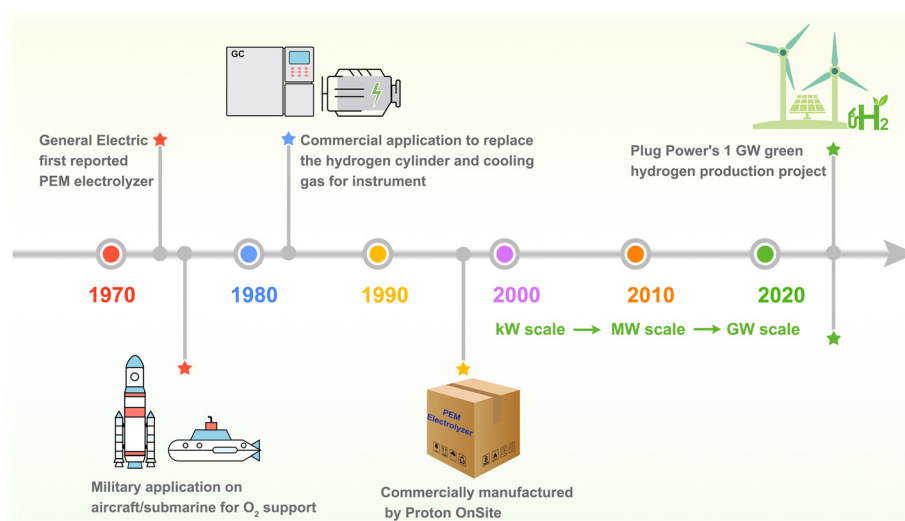 GC
General Electric
first reported
PEM electrolyzer
Commercial application to replace
the hydrogen cylinder and cooling
gas for instrument
H2
Plug Power's 1 GW green
hydrogen production project
1970
1980
1990
2000
2010
2020
kW scale → MW scale → GW scale
PEM
Electrolyzer
Military application on
aircraft/submarine for O₂ support
Commercially manufactured
by Proton OnSite